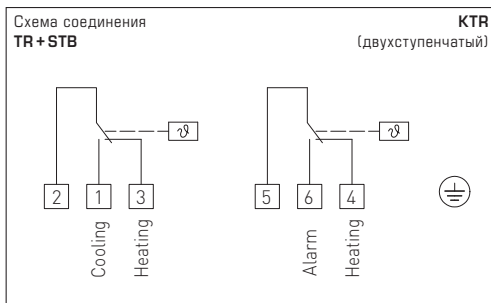 Схема соединения
TR+STB
KTR
(двухступенчатый)
ϑ
ϑ
2 1 3
5 6 4
Cooling
Heating
Alarm
Heating